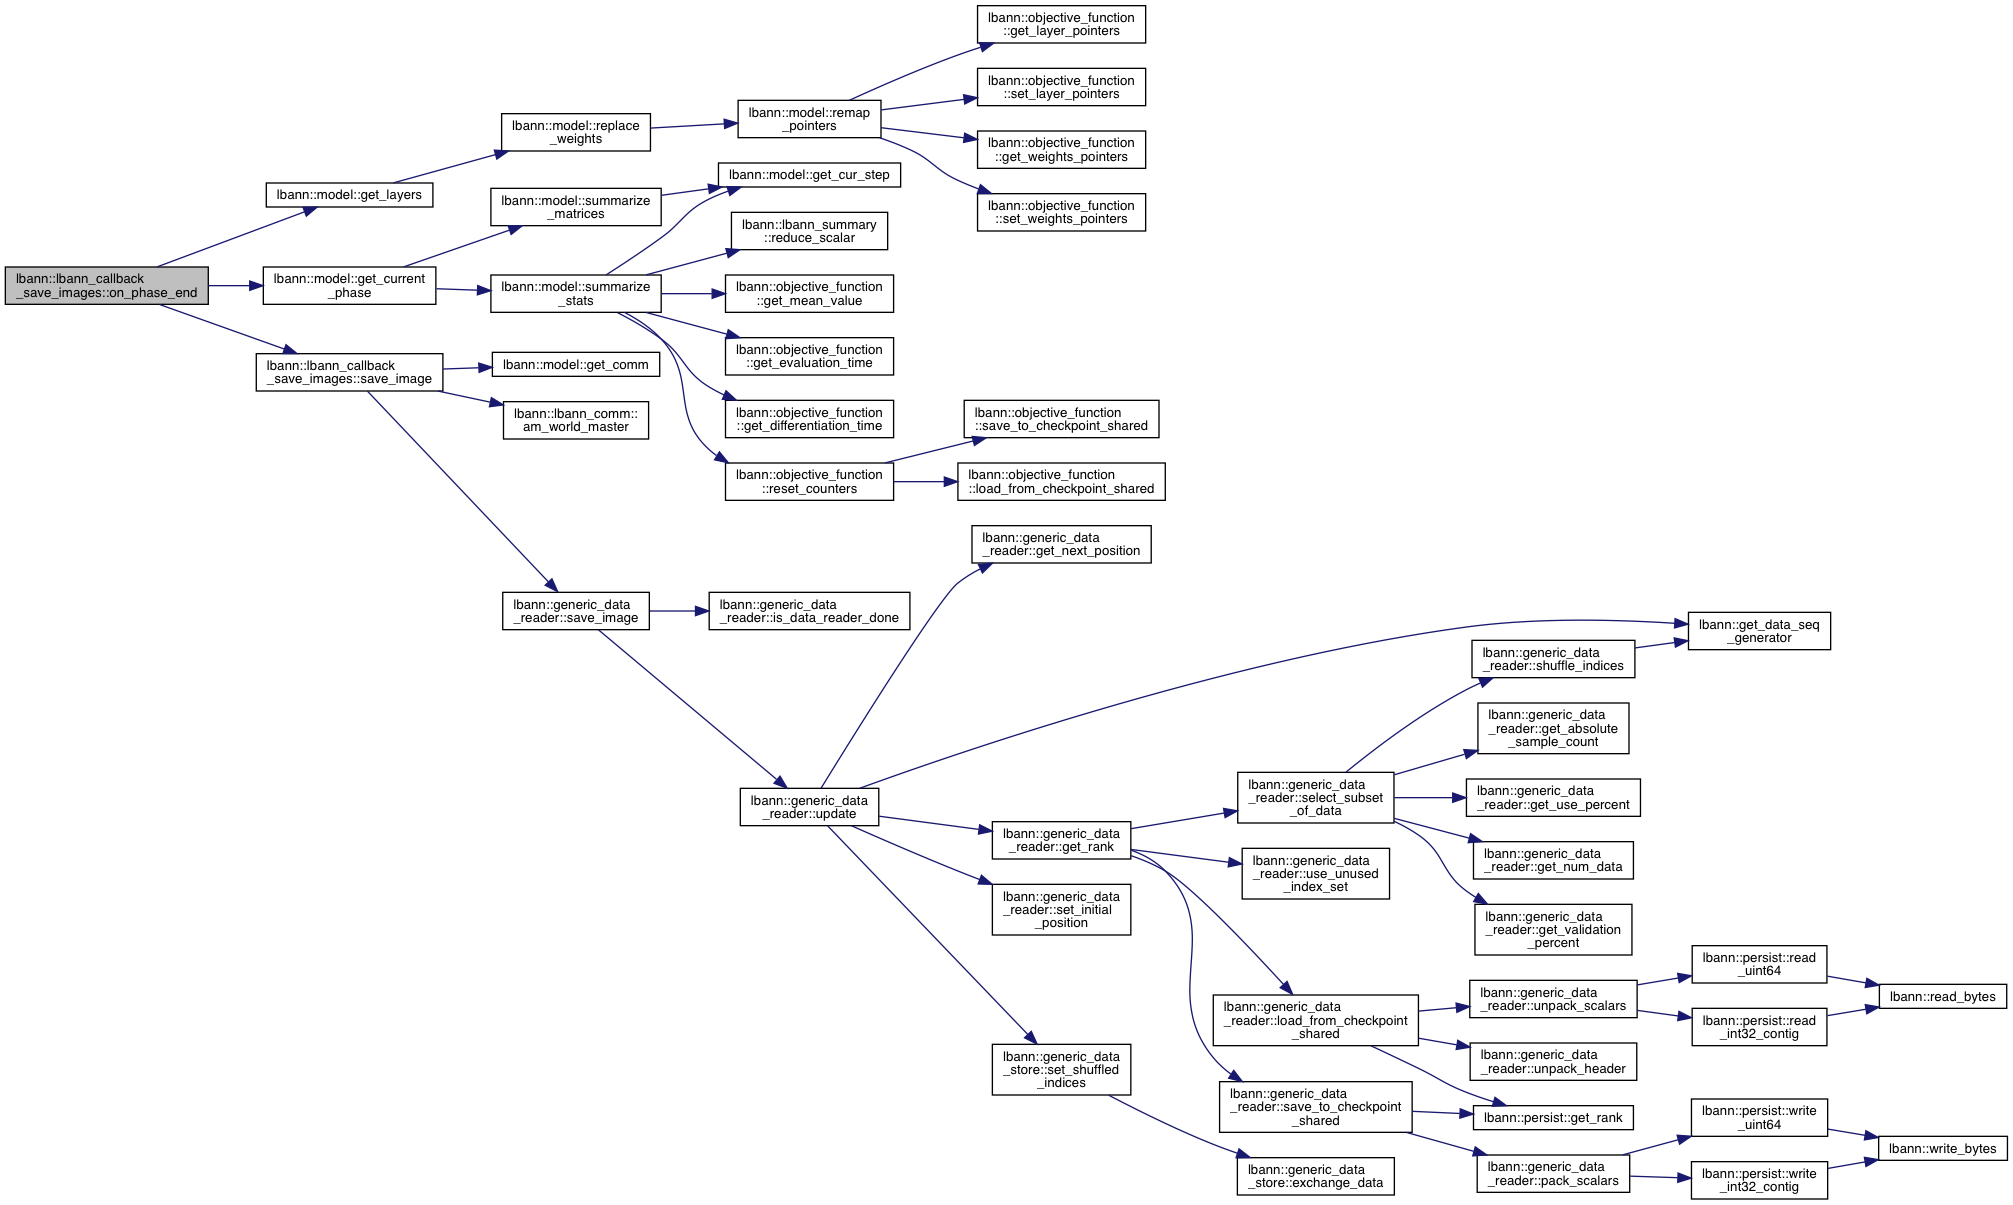 lbann::lbann_callback
_save_images::on_phase_end
lbann::model::get_layers
lbann::model::get_current
_phase
lbann::lbann_callback
_save_images::save_image
lbann::model::replace
_weights
lbann::model::summarize
_matrices
lbann::model::summarize
_stats
lbann::model::get_comm
lbann::lbann_comm::
am_world_master
lbann::generic_data
_reader::save_image
lbann::model::remap
_pointers
lbann::model::get_cur_step
lbann::lbann_summary
::reduce_scalar
lbann::objective_function
::get_mean_value
lbann::objective_function
::get_evaluation_time
lbann::objective_function
::get_differentiation_time
lbann::objective_function
::reset_counters
lbann::generic_data
_reader::is_data_reader_done
lbann::generic_data
_reader::update
lbann::objective_function
::get_layer_pointers
lbann::objective_function
::set_layer_pointers
lbann::objective_function
::get_weights_pointers
lbann::objective_function
::set_weights_pointers
lbann::objective_function
::save_to_checkpoint_shared
lbann::objective_function
::load_from_checkpoint_shared
lbann::generic_data
_reader::get_next_position
lbann::generic_data
_reader::get_rank
lbann::generic_data
_reader::set_initial
_position
lbann::generic_data
_store::set_shuffled
_indices
lbann::generic_data
_reader::select_subset
_of_data
lbann::generic_data
_reader::use_unused
_index_set
lbann::generic_data
_reader::load_from_checkpoint
_shared
lbann::generic_data
_reader::save_to_checkpoint
_shared
lbann::generic_data
_store::exchange_data
lbann::generic_data
_reader::shuffle_indices
lbann::generic_data
_reader::get_absolute
_sample_count
lbann::generic_data
_reader::get_use_percent
lbann::generic_data
_reader::get_num_data
lbann::generic_data
_reader::get_validation
_percent
lbann::generic_data
_reader::unpack_scalars
lbann::generic_data
_reader::unpack_header
lbann::persist::get_rank
lbann::generic_data
_reader::pack_scalars
lbann::get_data_seq
_generator
lbann::persist::read
_uint64
lbann::persist::read
_int32_contig
lbann::persist::write
_uint64
lbann::persist::write
_int32_contig
lbann::read_bytes
lbann::write_bytes